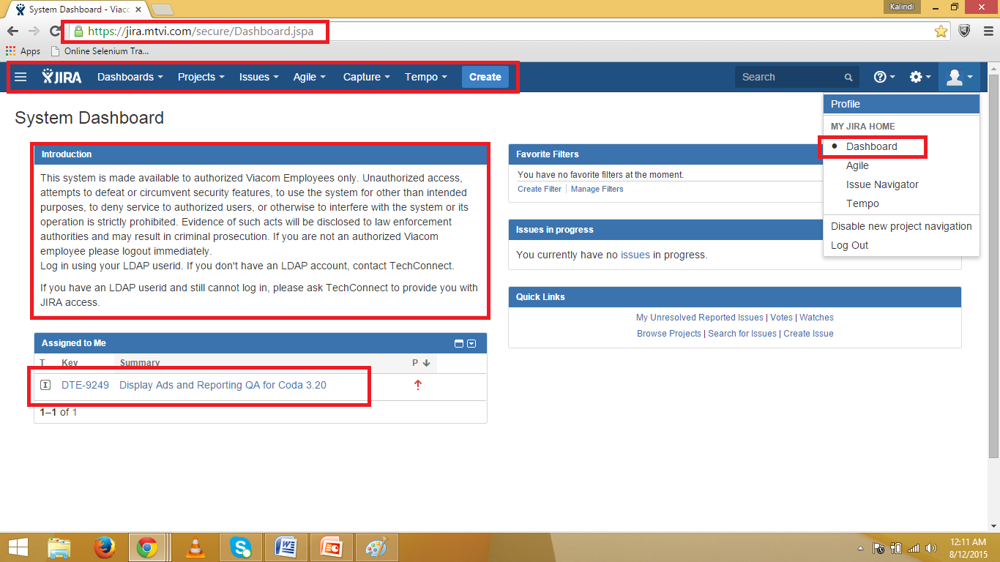 System Dashboard - Viac
Kalindi
https://jira.mtvi.com/secure/Dashboard.jspa
Apps Online Selenium Tra...
JIRA Dashboards Projects Issues Agile Capture Tempo Create Search
System Dashboard
Profile
MY JIRA HOME
Dashboard
Agile
Issue Navigator
Tempo
Disable new project navigation
Log Out
Introduction
This system is made available to authorized Viacom Employees only. Unauthorized access,
attempts to defeat or circumvent security features, to use the system for other than intended
purposes, to deny service to authorized users, or otherwise to interfere with the system or its
operation is strictly prohibited. Evidence of such acts will be disclosed to law enforcement
authorities and may result in criminal prosecution. If you are not an authorized Viacom
employee please logout immediately.
Log in using your LDAP userid. If you don't have an LDAP account, contact TechConnect.
If you have an LDAP userid and still cannot log in, please ask TechConnect to provide you with
JIRA access.
Assigned to Me
T Key Summary P
DTE-9249 Display Ads and Reporting QA for Coda 3.20
1–1 of 1
Favorite Filters
You have no favorite filters at the moment.
Create Filter | Manage Filters
Issues in progress
You currently have no issues in progress.
Quick Links
My Unresolved Reported Issues | Votes | Watches
Browse Projects | Search for Issues | Create Issue
12:11 AM
8/12/2015